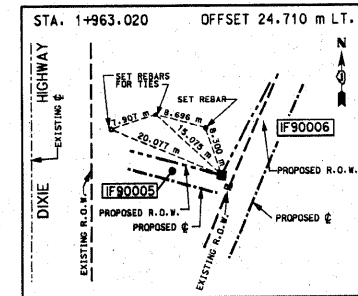 STA. 1+963.020 OFFSET 24.710 m LT.
DIXIE HIGHWAY
EXISTING ℄
EXISTING R.O.W.
SET REBARS
FOR TIES
SET REBAR
N
7.907 m
8.696 m
15.075 m
8.300 m
20.077 m
IF90006
IF90005
PROPOSED R.O.W.
PROPOSED R.O.W.
PROPOSED ℄
PROPOSED ℄
EXISTING R.O.W.